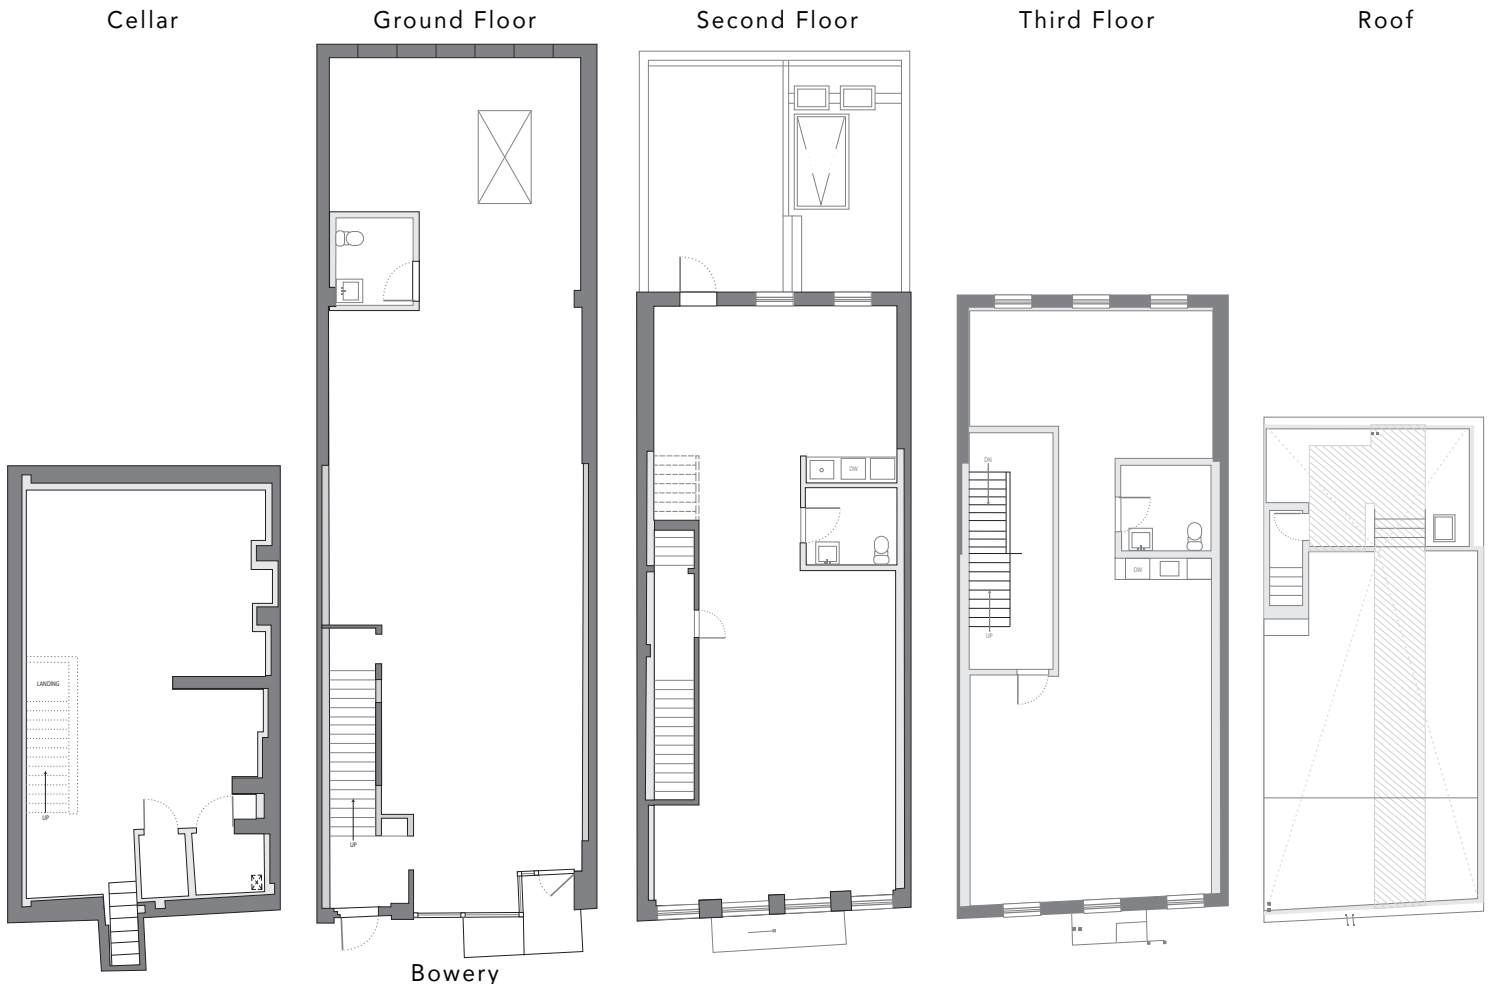 Cellar
Ground Floor
Second Floor
Third Floor
Roof
DN
DW
DW
UP
LANDING
UP
UP
Bowery